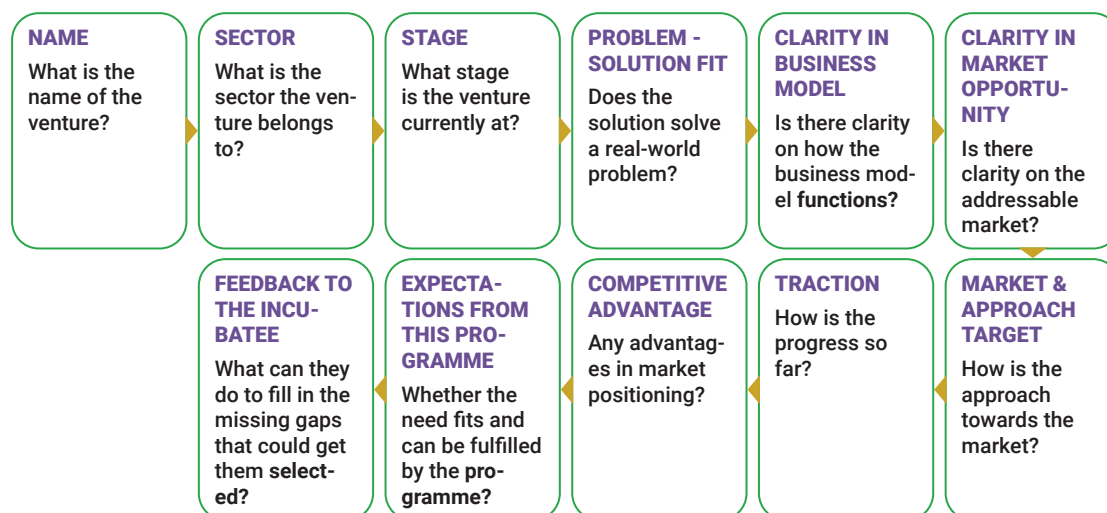 NAME
What is the
name of the
venture?
SECTOR
What is the
sector the ven-
ture belongs
to?
STAGE
What stage
is the venture
currently at?
PROBLEM -
SOLUTION FIT
Does the
solution solve
a real-world
problem?
CLARITY IN
BUSINESS
MODEL
Is there clarity
on how the
business mod-
el functions?
CLARITY IN
MARKET
OPPORTU-
NITY
Is there
clarity on the
addressable
market?
MARKET &
APPROACH
TARGET
How is the
approach
towards the
market?
TRACTION
How is the
progress so
far?
COMPETITIVE
ADVANTAGE
Any advantag-
es in market
positioning?
EXPECTA-
TIONS FROM
THIS PRO-
GRAMME
Whether the
need fits and
can be fulfilled
by the pro-
gramme?
FEEDBACK TO
THE INCU-
BATEE
What can they
do to fill in the
missing gaps
that could get
them select-
ed?